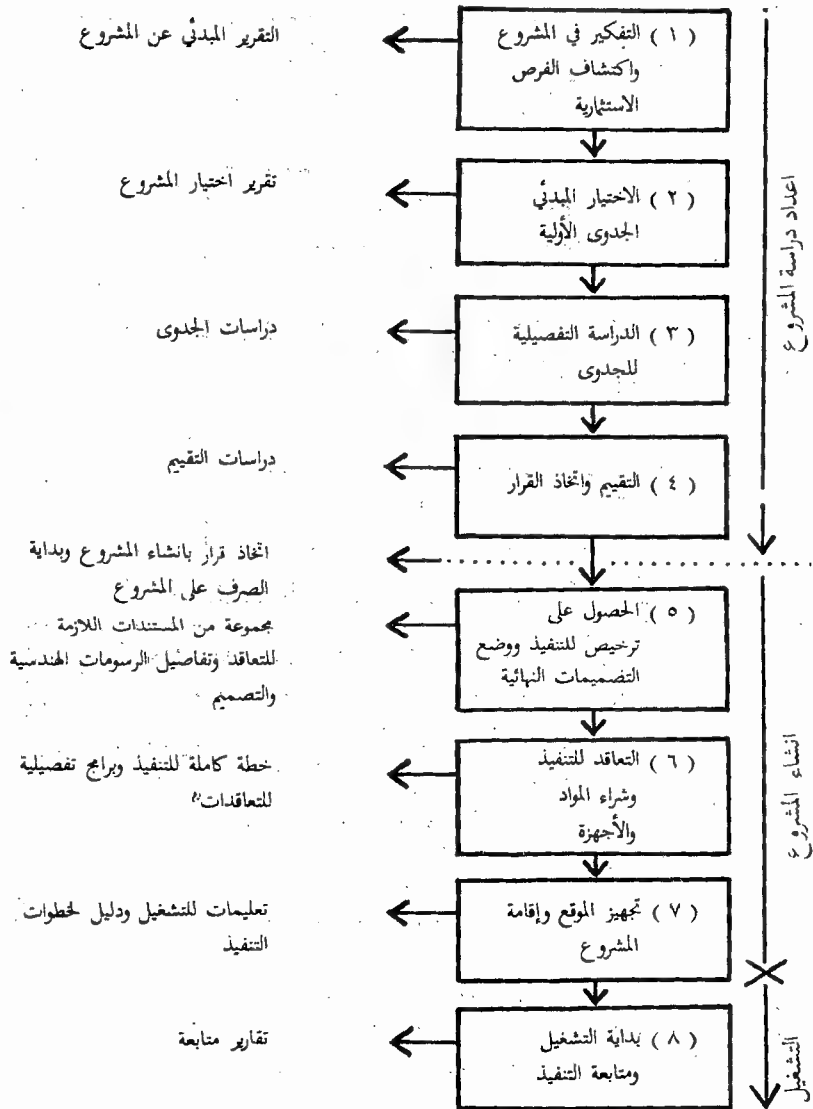 ( ١ ) التفكير في المشروع
واكتشاف الفرص
الاستثمارية
التقرير المبدئي عن المشروع
( ٢ ) الاختيار المبدئي
الجدوى الأولية
تقرير اختيار المشروع
( ٣ ) الدراسة التفصيلية
للجدوى
دراسات الجدوى
( ٤ ) التقييم واتخاذ القرار
دراسات التقييم
اعداد دراسة المشروع
اتخاذ قرار بانشاء المشروع وبداية
الصرف على المشروع
( ٥ ) الحصول على
ترخيص للتنفيذ ووضع
التصميمات النهائية
مجموعة من المستندات اللازمة
للتعاقد وتفاصيل الرسومات الهندسية
والتصميم
( ٦ ) التعاقد للتنفيذ
وشراء المواد
والأجهزة
خطة كاملة للتنفيذ وبرامج تفصيلية
للتعاقدات
( ٧ ) تجهيز الموقع وإقامة
المشروع
تعليمات للتشغيل ودليل لخطوات
التنفيذ
انشاء المشروع
( ٨ ) بداية التشغيل
ومتابعة التنفيذ
تقارير متابعة
التشغيل